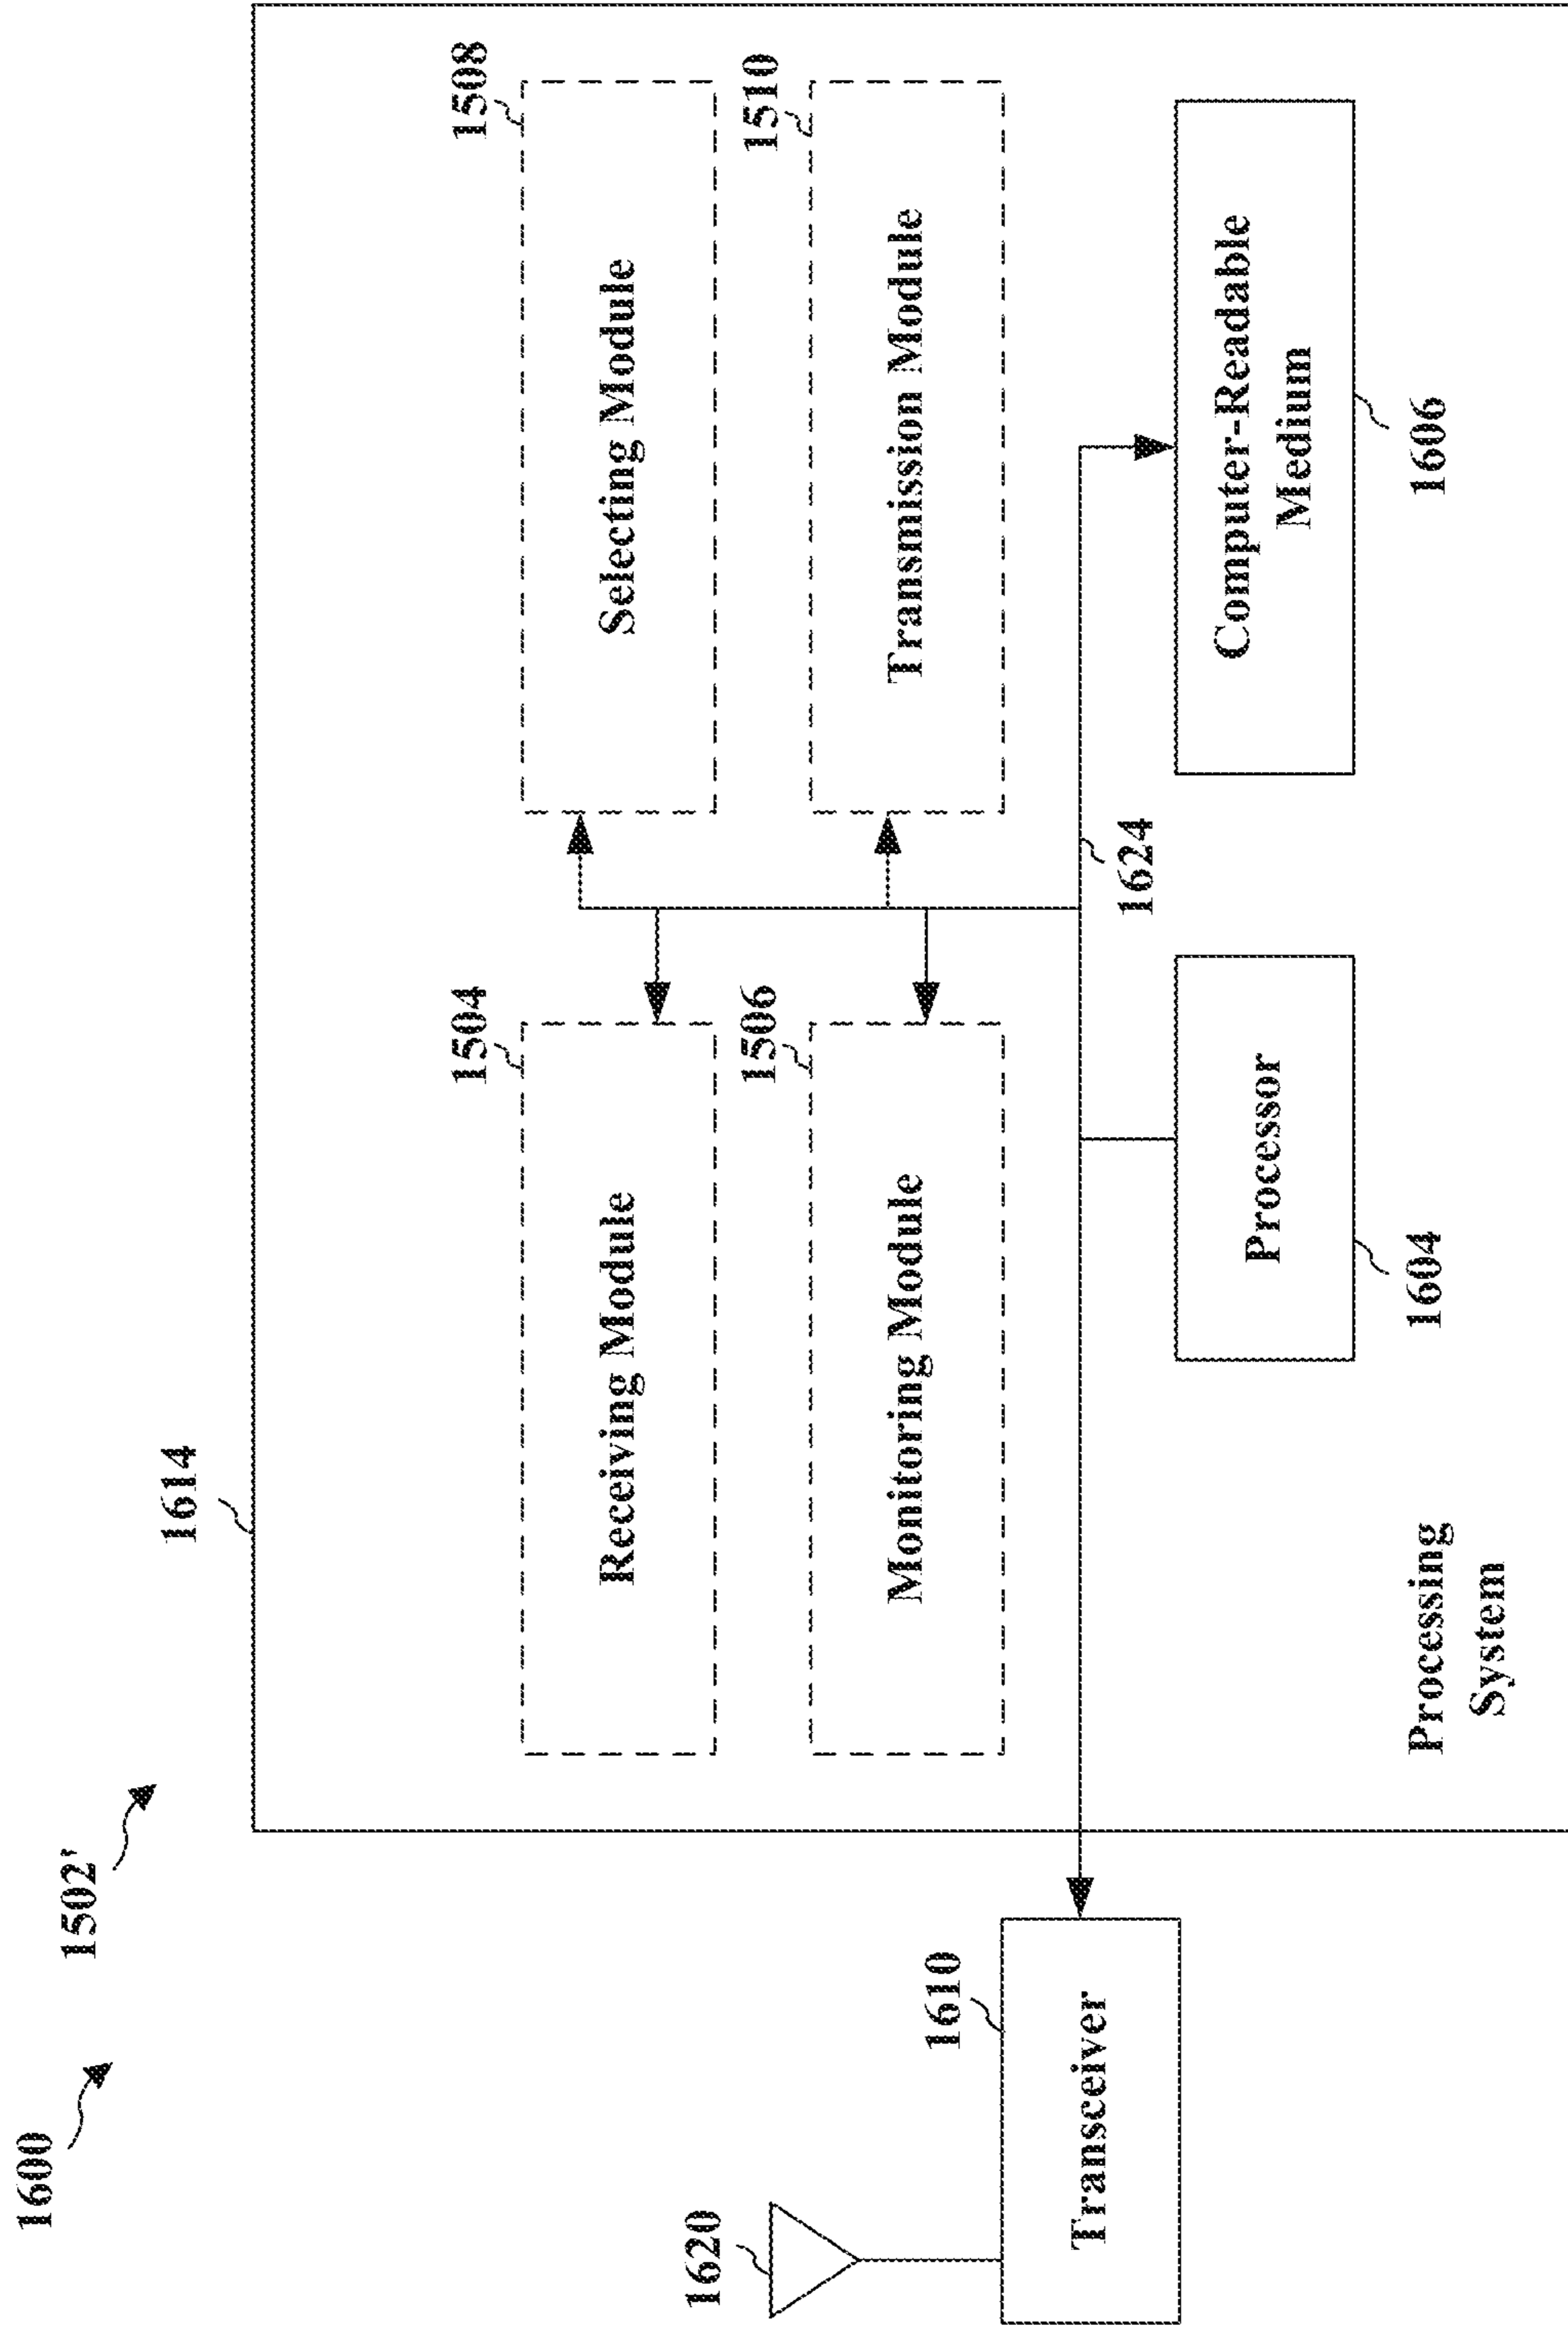 1600
1502'
1614
1504
Receiving Module
1508
Selecting Module
1506
Monitoring Module
1510
Transmission Module
1620
1610
Transceiver
1624
Processor
1604
Computer-Readable
Medium
1606
Processing
System